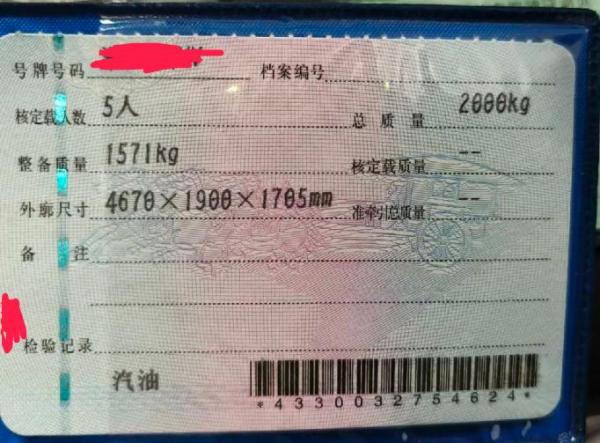 号牌号码 档案编号
核定载人数 5人 总质量 2000kg
整备质量 1571kg 核定载质量 --
外廓尺寸 4670×1900×1705mm 准牵引总质量 --
备注
检验记录
汽油
*4330032754624*